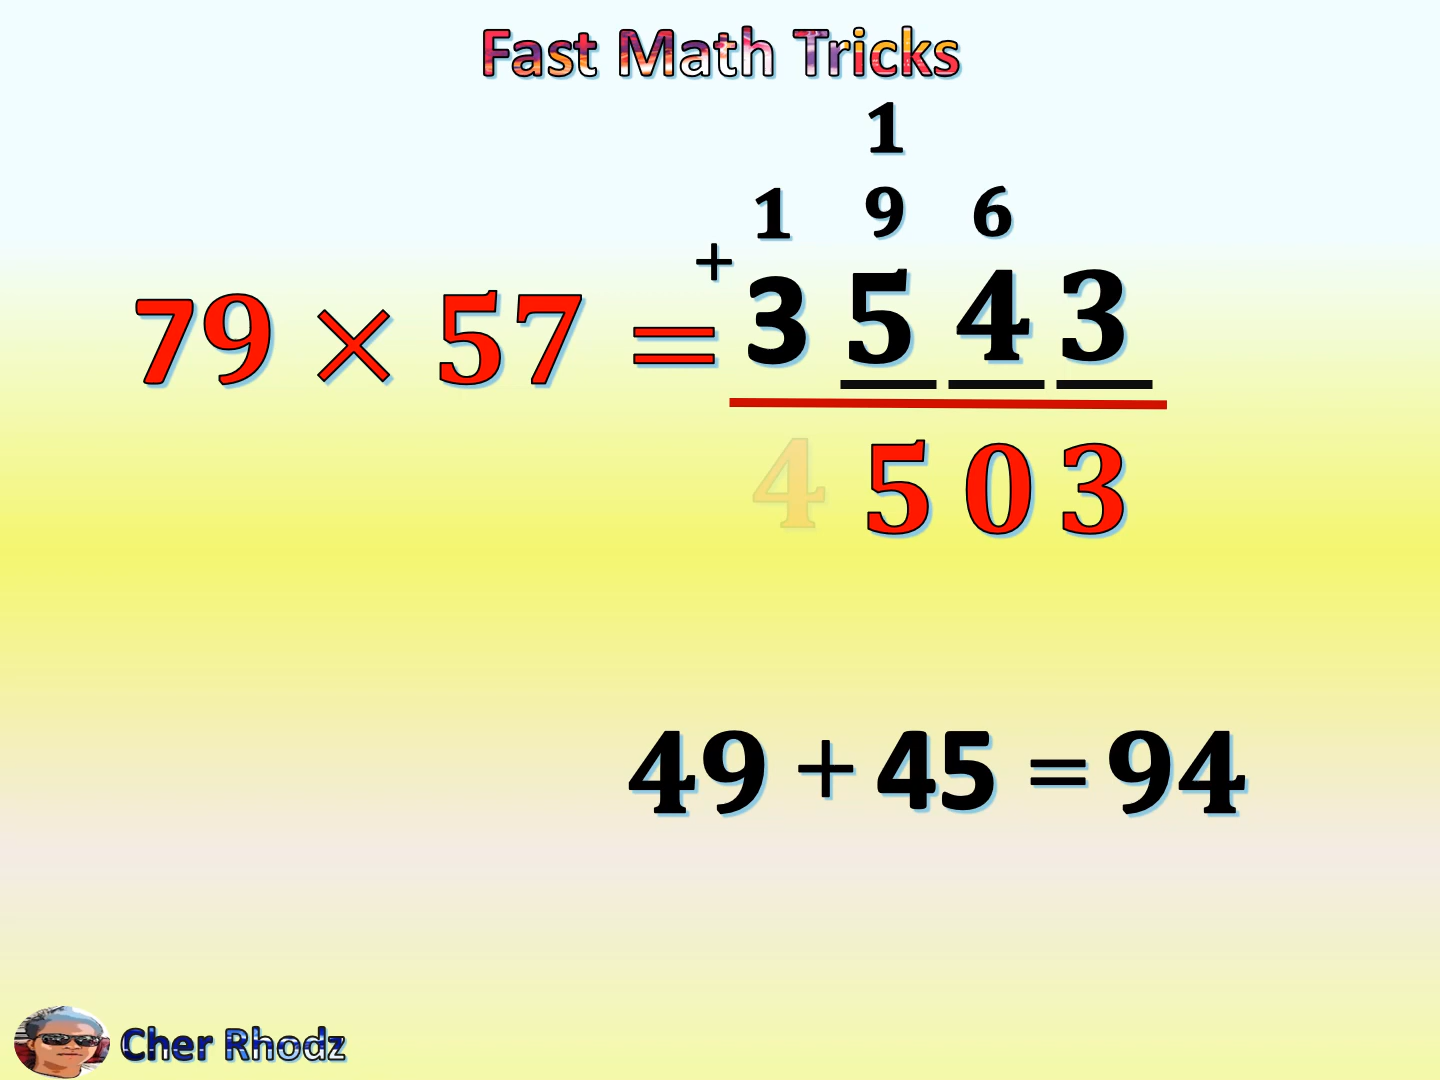 Fast Math Tricks
1
1 9 6
+
79 × 57 = 3 5 4 3
4 5 0 3
49 + 45 = 94
Cher Rhodz